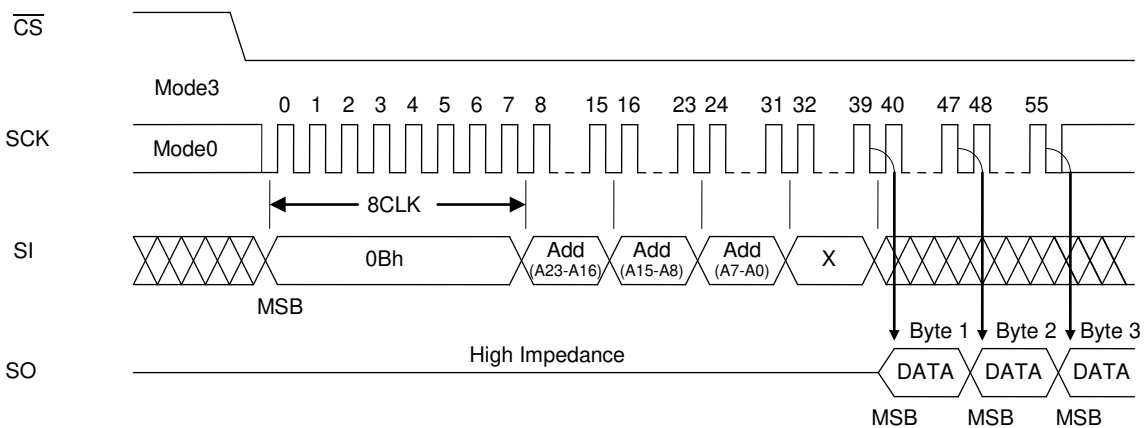 CS
Mode3
0 1 2 3 4 5 6 7 8 15 16 23 24 31 32 39 40 47 48 55
SCK
Mode0
8CLK
SI
0Bh
Add
(A23-A16)
Add
(A15-A8)
Add
(A7-A0)
X
MSB
High Impedance
Byte 1 Byte 2 Byte 3
SO
DATA DATA DATA
MSB MSB MSB